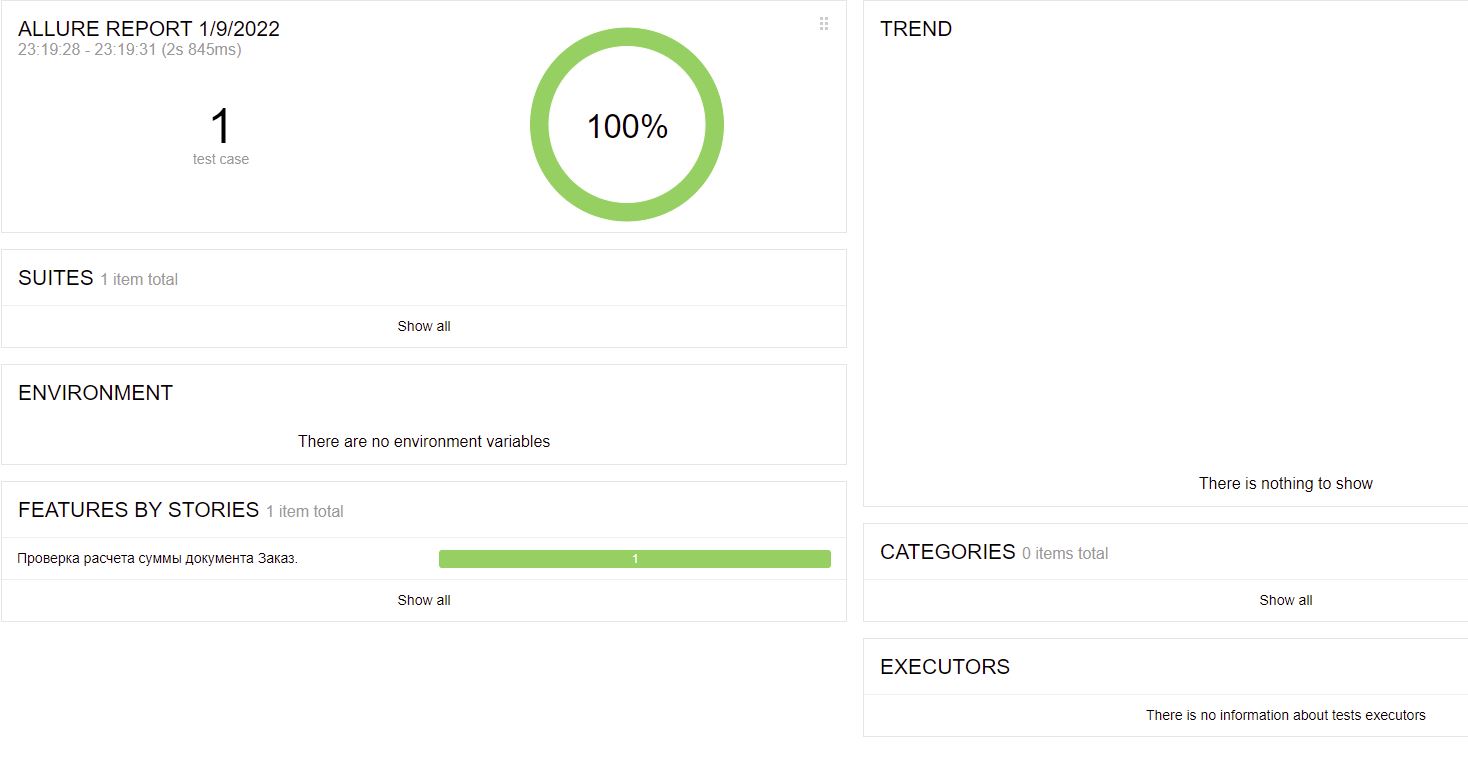 ALLURE REPORT 1/9/2022
23:19:28 - 23:19:31 (2s 845ms)
1
test case
100%
SUITES 1 item total
Show all
ENVIRONMENT
There are no environment variables
FEATURES BY STORIES 1 item total
Проверка расчета суммы документа Заказ. 1
Show all
TREND
There is nothing to show
CATEGORIES 0 items total
Show all
EXECUTORS
There is no information about tests executors